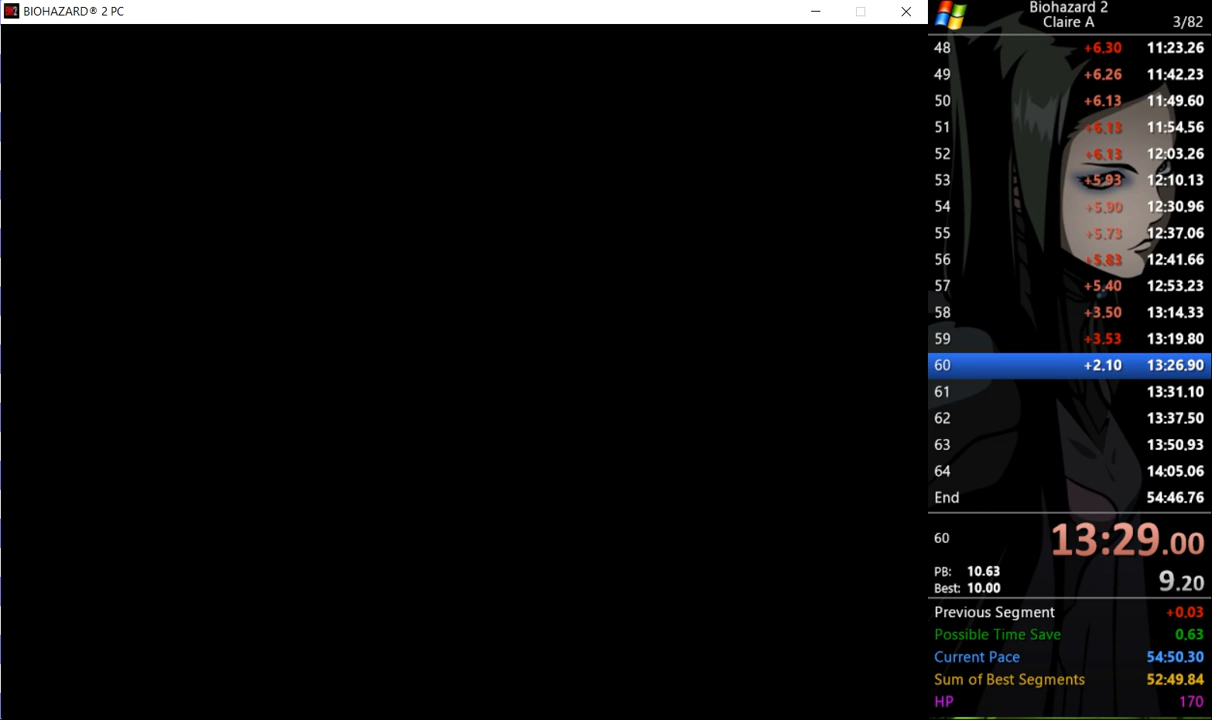 BIOHAZARD® 2 PC
Biohazard 2
Claire A 3/82
48 +6.30 11:23.26
49 +6.26 11:42.23
50 +6.13 11:49.60
51 +6.13 11:54.56
52 +6.13 12:03.26
53 +5.93 12:10.13
54 +5.90 12:30.96
55 +5.73 12:37.06
56 +5.83 12:41.66
57 +5.40 12:53.23
58 +3.50 13:14.33
59 +3.53 13:19.80
60 +2.10 13:26.90
61 13:31.10
62 13:37.50
63 13:50.93
64 14:05.06
End 54:46.76
60 13:29.00
PB: 10.63
Best: 10.00 9.20
Previous Segment +0.03
Possible Time Save 0.63
Current Pace 54:50.30
Sum of Best Segments 52:49.84
HP 170